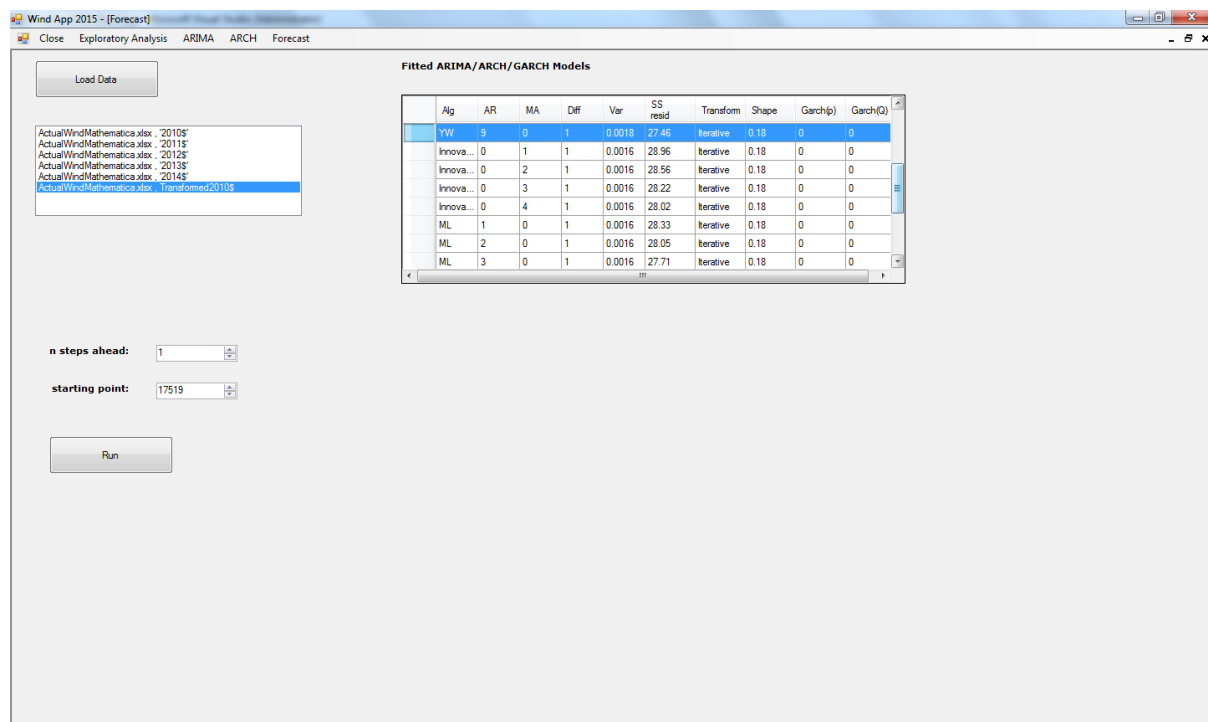 Wind App 2015 - [Forecast]
Close Exploratory Analysis ARIMA ARCH Forecast
Load Data
ActualWindMathematica.xlsx , '2010$'
ActualWindMathematica.xlsx , '2011$'
ActualWindMathematica.xlsx , '2012$'
ActualWindMathematica.xlsx , '2013$'
ActualWindMathematica.xlsx , '2014$'
ActualWindMathematica.xlsx , Transformed2010$
Fitted ARIMA/ARCH/GARCH Models
Alg AR MA Diff Var SS resid Transform Shape Garch(p) Garch(Q)
YW 9 0 1 0.0018 27.46 Iterative 0.18 0 0
Innova... 0 1 1 0.0016 28.96 Iterative 0.18 0 0
Innova... 0 2 1 0.0016 28.56 Iterative 0.18 0 0
Innova... 0 3 1 0.0016 28.22 Iterative 0.18 0 0
Innova... 0 4 1 0.0016 28.02 Iterative 0.18 0 0
ML 1 0 1 0.0016 28.33 Iterative 0.18 0 0
ML 2 0 1 0.0016 28.05 Iterative 0.18 0 0
ML 3 0 1 0.0016 27.71 Iterative 0.18 0 0
n steps ahead: 1
starting point: 17519
Run